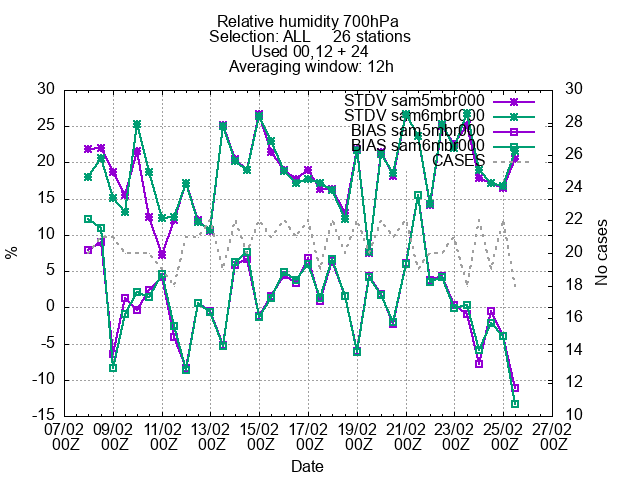 Relative humidity 700hPa
Selection: ALL 26 stations
Used 00,12 + 24
Averaging window: 12h
STDV sam5mbr000
STDV sam6mbr000
BIAS sam5mbr000
BIAS sam6mbr000
CASES
30
25
20
15
10
5
0
-5
-10
-15
%
30
28
26
24
22
20
18
16
14
12
10
No cases
07/02 09/02 11/02 13/02 15/02 17/02 19/02 21/02 23/02 25/02 27/02
00Z 00Z 00Z 00Z 00Z 00Z 00Z 00Z 00Z 00Z 00Z
Date